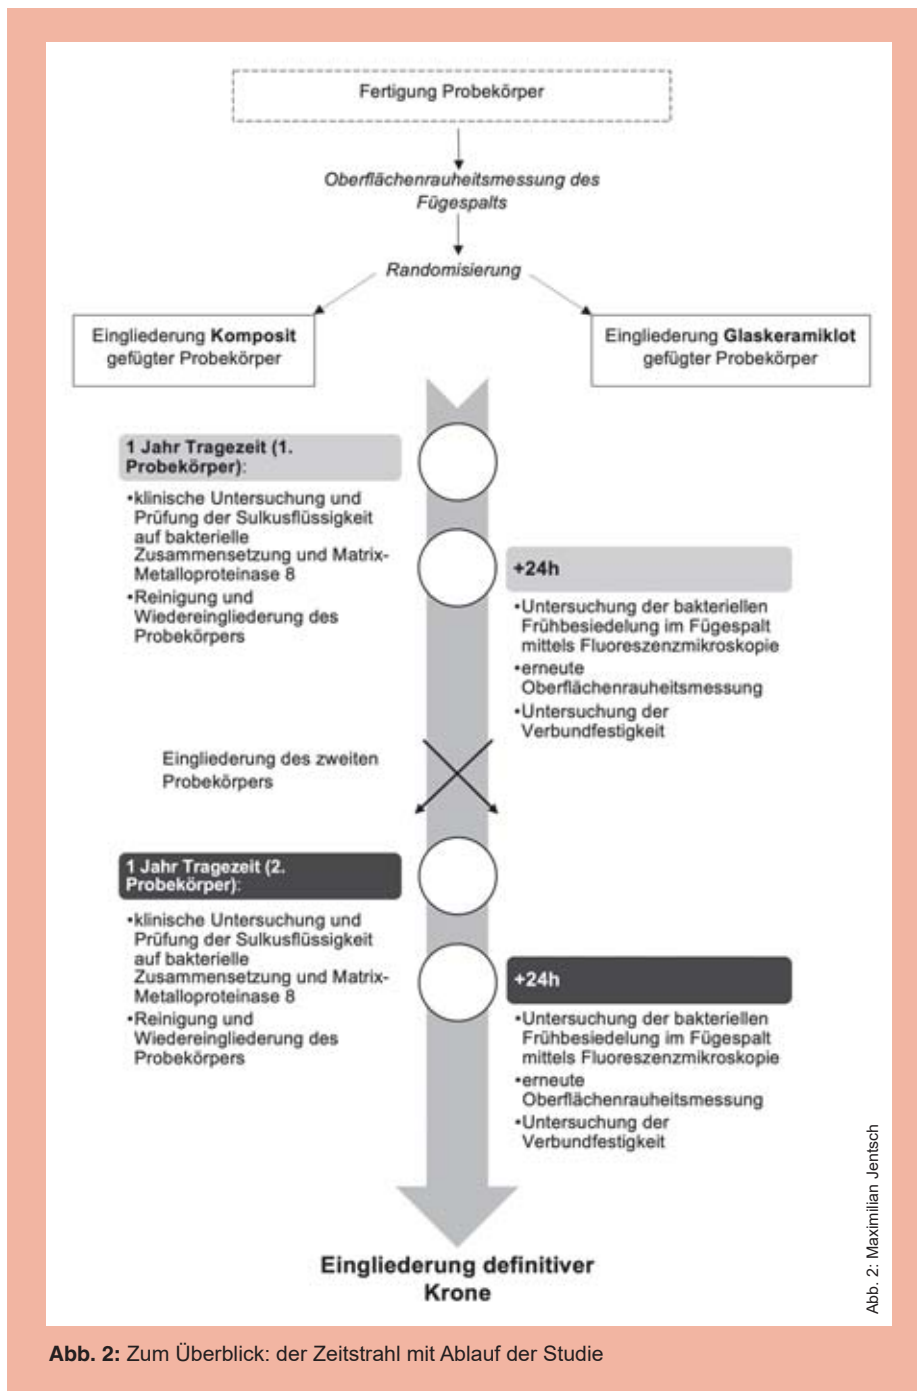 Fertigung Probekörper
Oberflächenrauheitsmessung des
Fügespalts
Randomisierung
Eingliederung Komposit
gefügter Probekörper
Eingliederung Glaskeramiklot
gefügter Probekörper
1 Jahr Tragezeit (1.
Probekörper):
•klinische Untersuchung und
Prüfung der Sulkusflüssigkeit
auf bakterielle
Zusammensetzung und Matrix-
Metalloproteinase 8
•Reinigung und
Wiedereingliederung des
Probekörpers
+24h
•Untersuchung der bakteriellen
Frühbesiedelung im Fügespalt
mittels Fluoreszenzmikroskopie
•erneute
Oberflächenrauheitsmessung
•Untersuchung der
Verbundfestigkeit
Eingliederung des zweiten
Probekörpers
1 Jahr Tragezeit (2.
Probekörper):
•klinische Untersuchung und
Prüfung der Sulkusflüssigkeit
auf bakterielle
Zusammensetzung und Matrix-
Metalloproteinase 8
•Reinigung und
Wiedereingliederung des
Probekörpers
+24h
•Untersuchung der bakteriellen
Frühbesiedelung im Fügespalt
mittels Fluoreszenzmikroskopie
•erneute
Oberflächenrauheitsmessung
•Untersuchung der
Verbundfestigkeit
Eingliederung definitiver
Krone
Abb. 2: Maximilian Jentsch
Abb. 2: Zum Überblick: der Zeitstrahl mit Ablauf der Studie